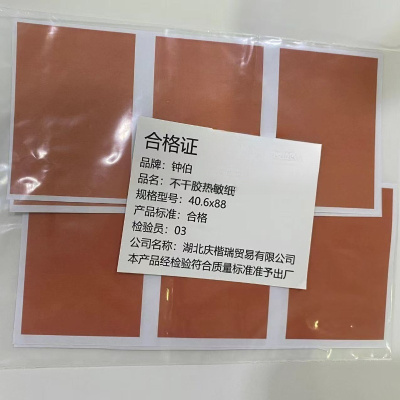 合格证
品牌：钟伯
品名：不干胶热敏纸
规格型号：40.6x88
产品标准：合格
检验员：03
公司名称：湖北庆楷瑞贸易有限公司
本产品经检验符合质量标准准予出厂